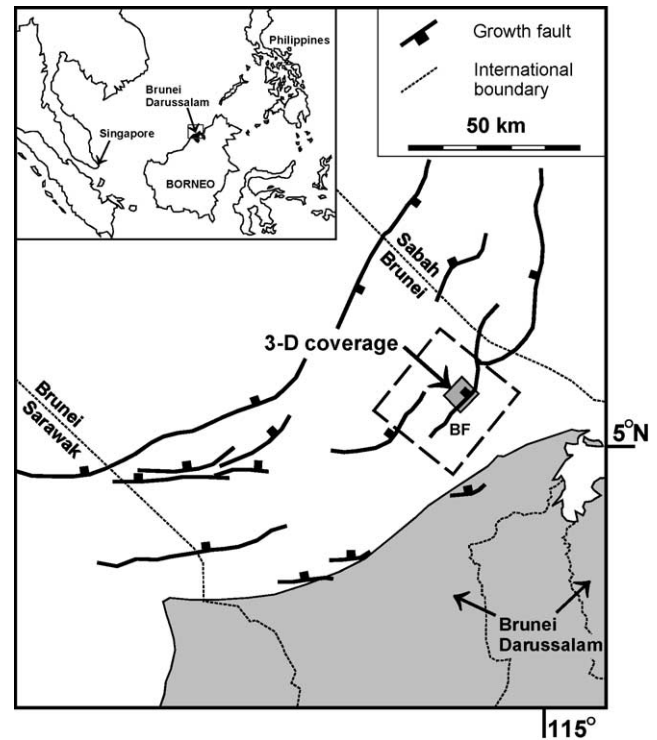 Philippines
Brunei
Darussalam
Singapore
BORNEO
Growth fault
International
boundary
50 km
Sabah
Brunei
3-D coverage
Brunei
Sarawak
BF
5°N
Brunei
Darussalam
115°